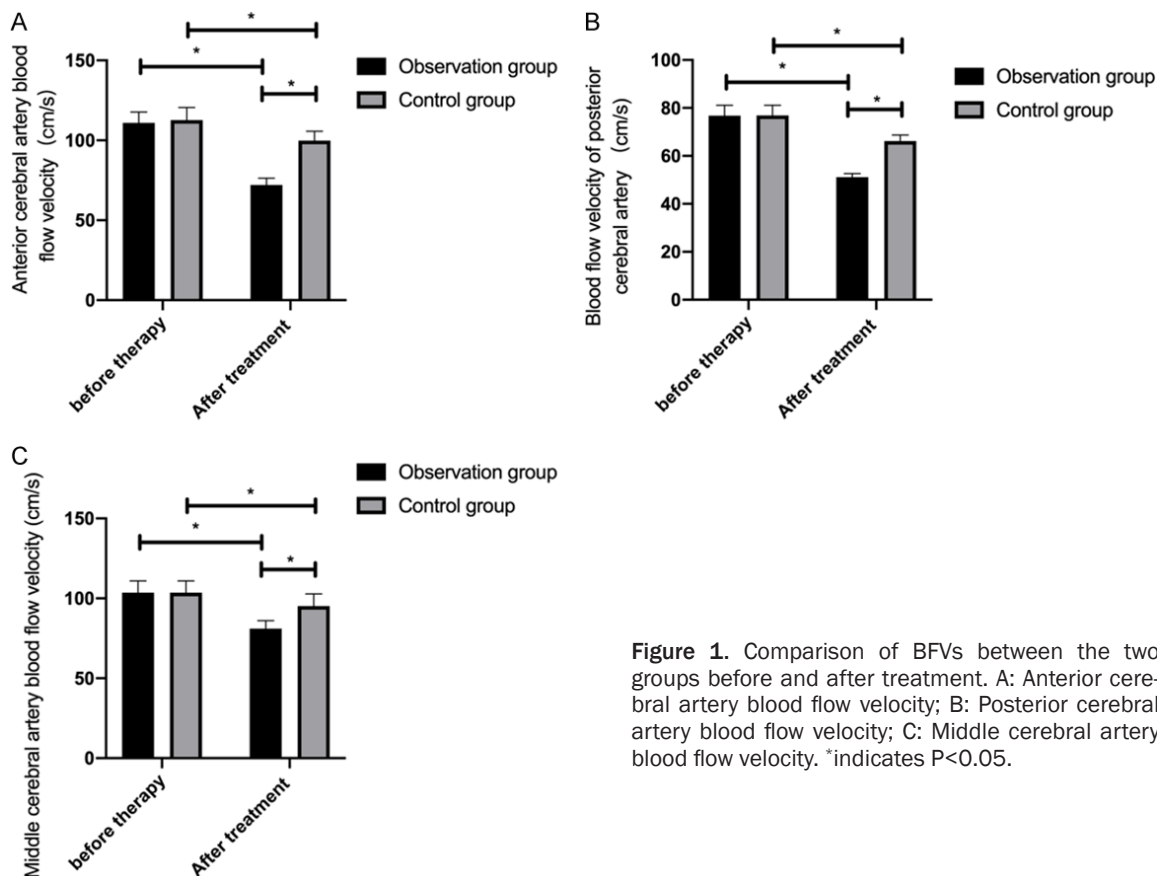 A
Anterior cerebral artery blood
flow velocity (cm/s)
150
100
50
0
*
*
*
before therapy
After treatment
Observation group
Control group
B
Blood flow velocity of posterior
cerebral artery (cm/s)
100
80
60
40
20
0
*
*
*
before therapy
After treatment
Observation group
Control group
C
Middle cerebral artery blood flow velocity (cm/s)
150
100
50
0
*
*
*
before therapy
After treatment
Observation group
Control group
Figure 1. Comparison of BFVs between the two
groups before and after treatment. A: Anterior cere-
bral artery blood flow velocity; B: Posterior cerebral
artery blood flow velocity; C: Middle cerebral artery
blood flow velocity. *indicates P<0.05.